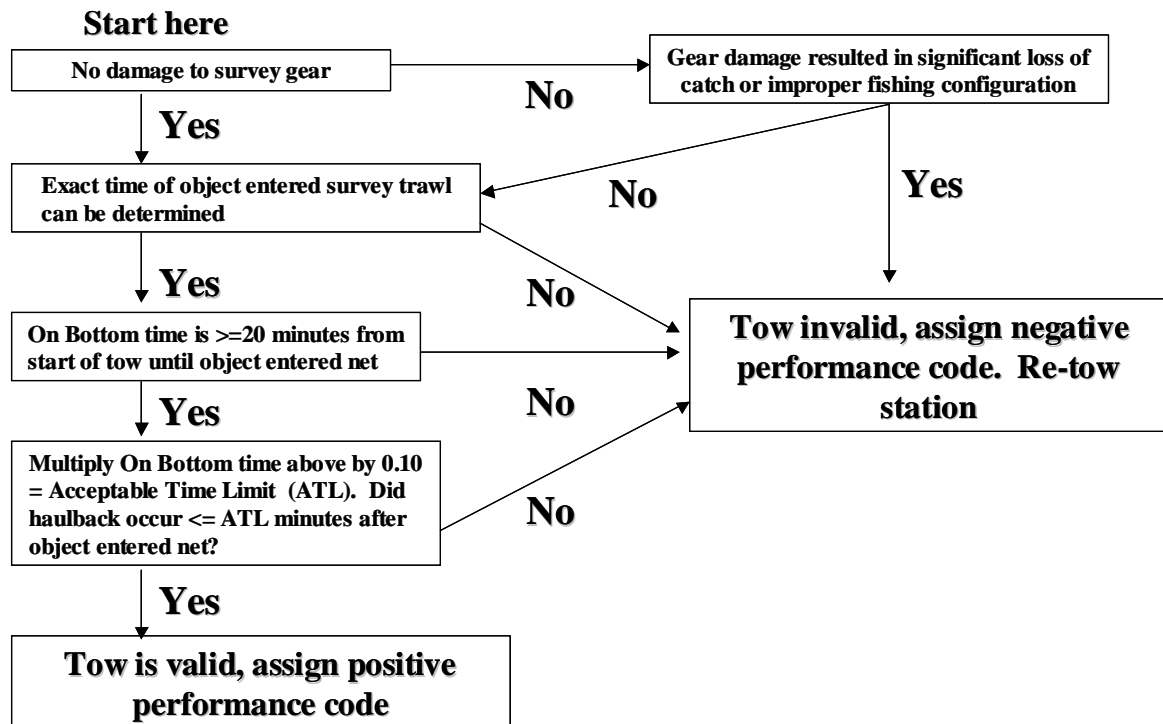 Start here
No damage to survey gear
No
Gear damage resulted in significant loss of
catch or improper fishing configuration
Yes
Exact time of object entered survey trawl
can be determined
No
Yes
Yes
No
On Bottom time is >=20 minutes from
start of tow until object entered net
Tow invalid, assign negative
performance code. Re-tow
station
Yes
No
Multiply On Bottom time above by 0.10
= Acceptable Time Limit (ATL). Did
haulback occur <= ATL minutes after
object entered net?
No
Yes
Tow is valid, assign positive
performance code